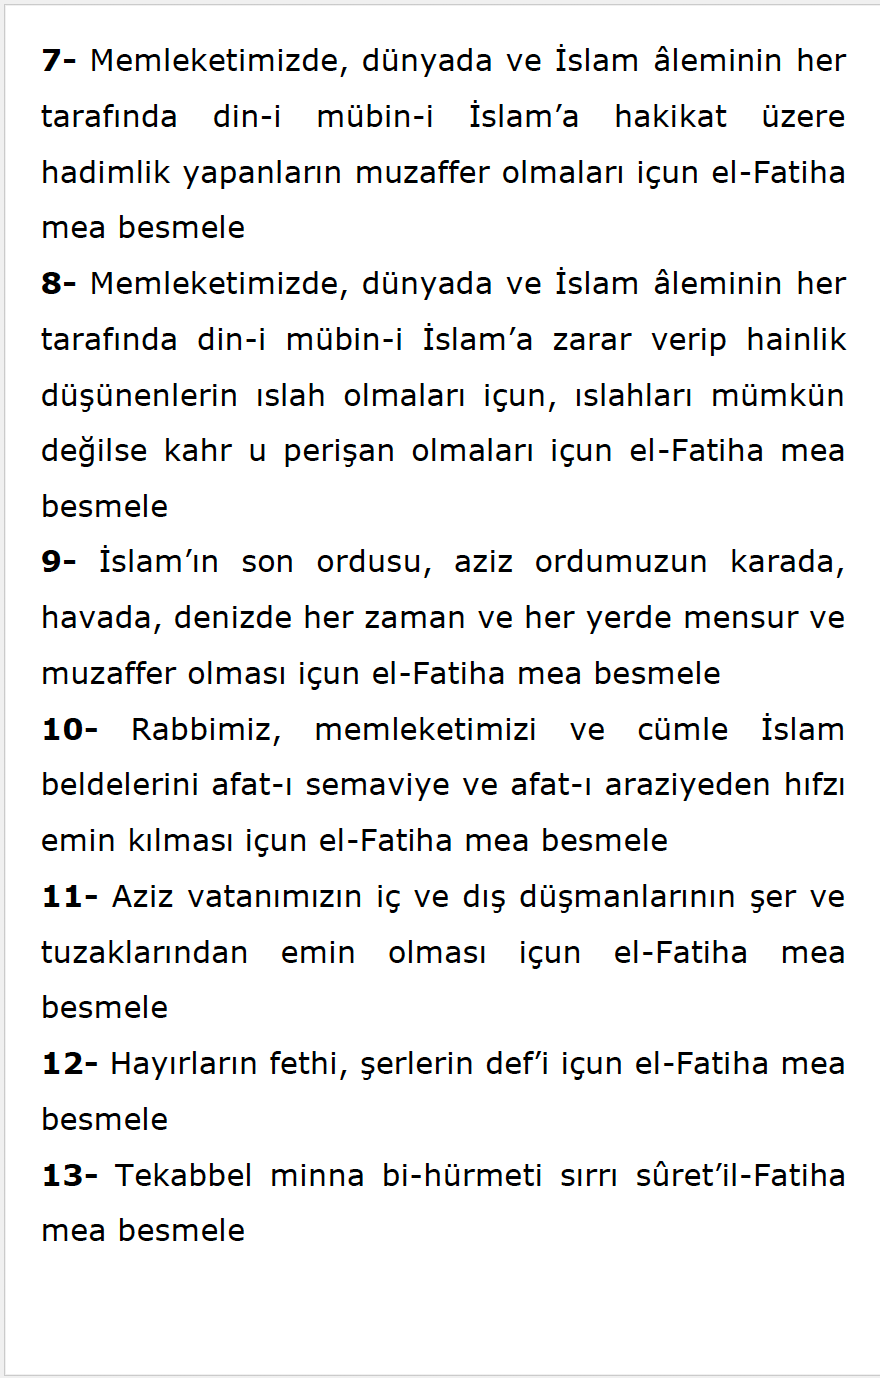 7- Memleketimizde, dünyada ve İslam âleminin her
tarafında din-i mübin-i İslam’a hakikat üzere
hadimlik yapanların muzaffer olmaları içun el-Fatiha
mea besmele
8- Memleketimizde, dünyada ve İslam âleminin her
tarafında din-i mübin-i İslam’a zarar verip hainlik
düşünenlerin ıslah olmaları içun, ıslahları mümkün
değilse kahr u perişan olmaları içun el-Fatiha mea
besmele
9- İslam’ın son ordusu, aziz ordumuzun karada,
havada, denizde her zaman ve her yerde mensur ve
muzaffer olması içun el-Fatiha mea besmele
10- Rabbimiz, memleketimizi ve cümle İslam
beldelerini afat-ı semaviye ve afat-ı araziyeden hıfzı
emin kılması içun el-Fatiha mea besmele
11- Aziz vatanımızın iç ve dış düşmanlarının şer ve
tuzaklarından emin olması içun el-Fatiha mea
besmele
12- Hayırların fethi, şerlerin def’i içun el-Fatiha mea
besmele
13- Tekabbel minna bi-hürmeti sırrı sûret’il-Fatiha
mea besmele